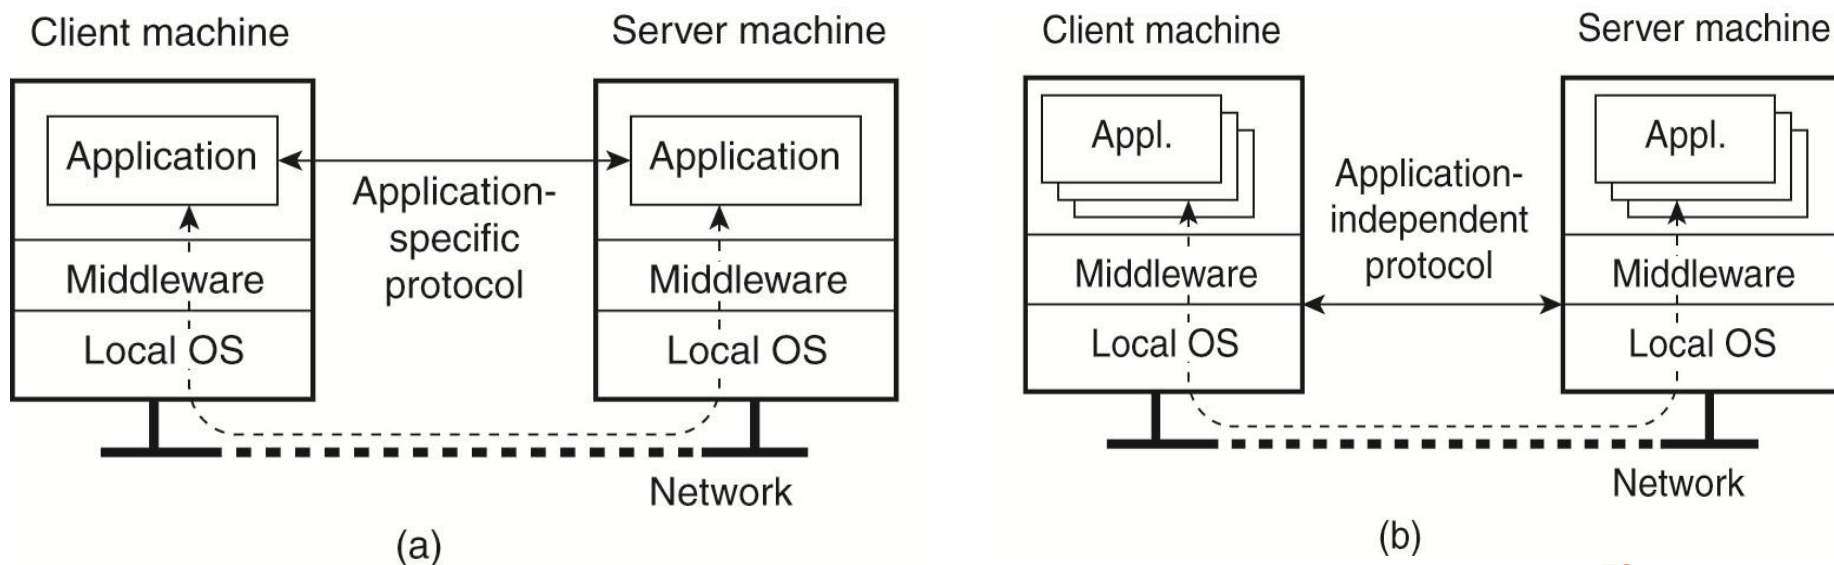 Client machine
Server machine
Application
Application
Application-
specific
protocol
Middleware
Middleware
Local OS
Local OS
Network
(a)
Client machine
Server machine
Appl.
Appl.
Application-
independent
protocol
Middleware
Middleware
Local OS
Local OS
Network
(b)